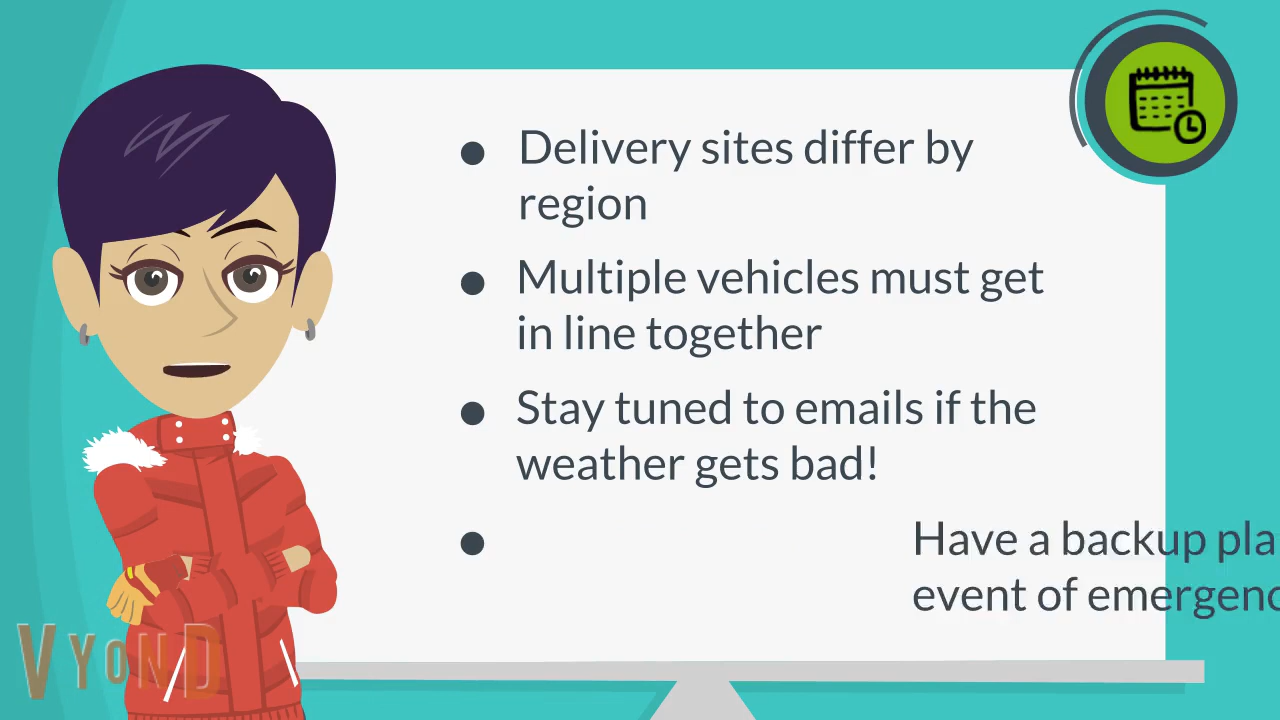 Delivery sites differ by
region
Multiple vehicles must get
in line together
Stay tuned to emails if the
weather gets bad!
Have a backup pla
event of emergenc
VYOND